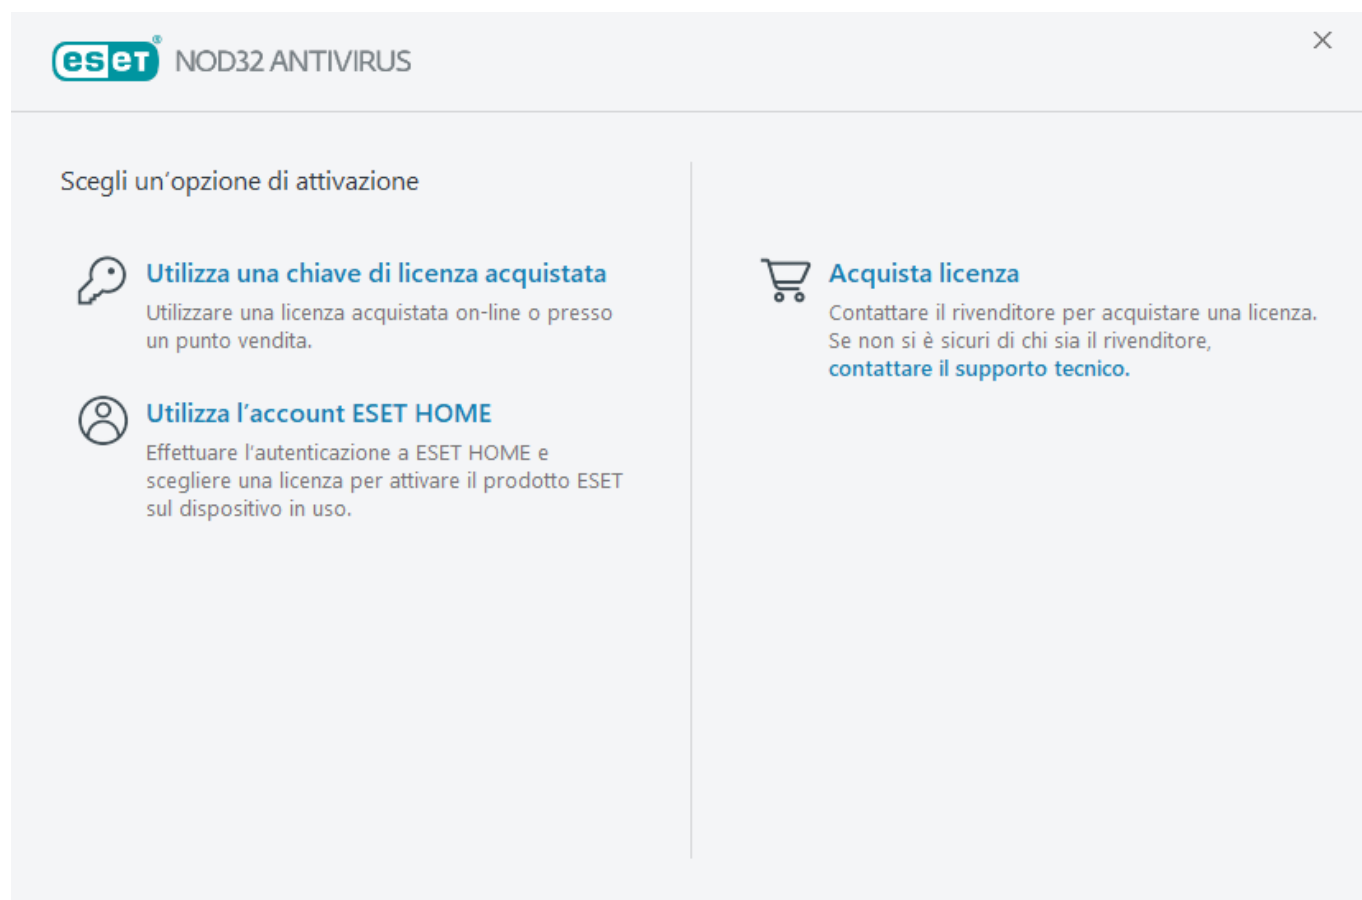 eseт® NOD32 ANTIVIRUS
Scegli un'opzione di attivazione
Utilizza una chiave di licenza acquistata
Utilizzare una licenza acquistata on-line o presso
un punto vendita.
Utilizza l'account ESET HOME
Effettuare l'autenticazione a ESET HOME e
scegliere una licenza per attivare il prodotto ESET
sul dispositivo in uso.
Acquista licenza
Contattare il rivenditore per acquistare una licenza.
Se non si è sicuri di chi sia il rivenditore,
contattare il supporto tecnico.